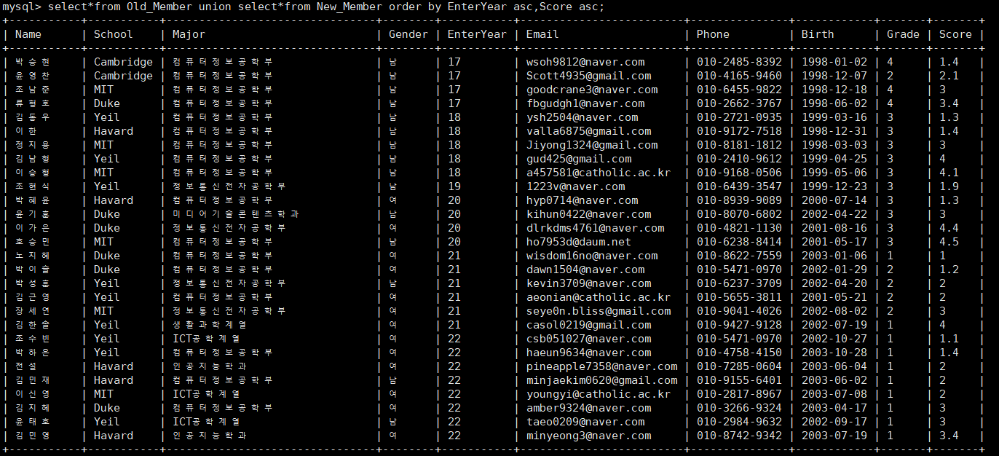 mysql> select*from Old_Member union select*from New_Member order by EnterYear asc,Score asc;
+-----------+-----------+--------------------------------+--------+-----------+-------------------------+---------------+------------+-------+-------+
| Name | School | Major | Gender | EnterYear | Email | Phone | Birth | Grade | Score |
+-----------+-----------+--------------------------------+--------+-----------+-------------------------+---------------+------------+-------+-------+
| 박승현 | Cambridge | 컴퓨터정보공학부 | 남 | 17 | wsoh9812@naver.com | 010-2485-8392 | 1998-01-02 | 4 | 1.4 |
| 윤영찬 | Cambridge | 컴퓨터정보공학부 | 남 | 17 | Scott4935@gmail.com | 010-4165-9460 | 1998-12-07 | 2 | 2.1 |
| 조남준 | MIT | 컴퓨터정보공학부 | 남 | 17 | goodcrane3@naver.com | 010-6455-9822 | 1998-12-18 | 4 | 3 |
| 류형호 | Duke | 컴퓨터정보공학부 | 남 | 17 | fbgudgh1@naver.com | 010-2662-3767 | 1998-06-02 | 4 | 3.4 |
| 김동우 | Yeil | 컴퓨터정보공학부 | 남 | 18 | ysh2504@naver.com | 010-2721-0935 | 1999-03-16 | 3 | 1.3 |
| 이한 | Havard | 컴퓨터정보공학부 | 남 | 18 | valla6875@gmail.com | 010-9172-7518 | 1998-12-31 | 3 | 1.4 |
| 정지용 | MIT | 컴퓨터정보공학부 | 남 | 18 | Jiyong1324@gmail.com | 010-8181-1812 | 1998-03-03 | 3 | 3 |
| 김남형 | Yeil | 컴퓨터정보공학부 | 남 | 18 | gud425@gmail.com | 010-2410-9612 | 1999-04-25 | 3 | 4 |
| 이승형 | MIT | 컴퓨터정보공학부 | 남 | 18 | a457581@catholic.ac.kr | 010-9168-0506 | 1999-05-06 | 3 | 4.1 |
| 조현식 | Yeil | 정보통신전자공학부 | 남 | 19 | 1223v@naver.com | 010-6439-3547 | 1999-12-23 | 3 | 1.9 |
| 박혜윤 | Havard | 컴퓨터정보공학부 | 여 | 20 | hyp0714@naver.com | 010-8939-9089 | 2000-07-14 | 3 | 1.3 |
| 윤기훈 | Duke | 미디어기술콘텐츠학과 | 남 | 20 | kihun0422@naver.com | 010-8070-6802 | 2002-04-22 | 3 | 3 |
| 이가은 | Duke | 정보통신전자공학부 | 여 | 20 | dlrkdms4761@naver.com | 010-4821-1130 | 2001-08-16 | 3 | 4.4 |
| 호승민 | MIT | 컴퓨터정보공학부 | 남 | 20 | ho7953d@daum.net | 010-6238-8414 | 2001-05-17 | 3 | 4.5 |
| 노지혜 | Duke | 컴퓨터정보공학부 | 여 | 21 | wisdom16no@naver.com | 010-8622-7559 | 2003-01-06 | 1 | 1 |
| 박이슬 | Duke | 컴퓨터정보공학부 | 여 | 21 | dawn1504@naver.com | 010-5471-0970 | 2002-01-29 | 2 | 1.2 |
| 박성훈 | Yeil | 정보통신전자공학부 | 남 | 21 | kevin3709@naver.com | 010-6237-3709 | 2002-04-20 | 2 | 2 |
| 김근영 | Yeil | 컴퓨터정보공학부 | 여 | 21 | aeonian@catholic.ac.kr | 010-5655-3811 | 2001-05-21 | 2 | 2 |
| 장세연 | MIT | 정보통신전자공학부 | 여 | 21 | seye0n.bliss@gmail.com | 010-9041-4026 | 2002-08-02 | 2 | 3 |
| 김한솔 | Yeil | 생활과학계열 | 여 | 21 | casol0219@gmail.com | 010-9427-9128 | 2002-07-19 | 1 | 4 |
| 조수빈 | Yeil | ICT공학계열 | 여 | 22 | csb051027@naver.com | 010-5471-0970 | 2002-10-27 | 1 | 1.1 |
| 박하은 | Yeil | 컴퓨터정보공학부 | 여 | 22 | haeun9634@naver.com | 010-4758-4150 | 2003-10-28 | 1 | 1.4 |
| 전설 | Havard | 인공지능학과 | 여 | 22 | pineapple7358@naver.com | 010-7285-0604 | 2003-06-04 | 1 | 2 |
| 김민재 | Havard | 컴퓨터정보공학부 | 남 | 22 | minjaekim0620@gmail.com | 010-9155-6401 | 2003-06-02 | 1 | 2 |
| 이신영 | MIT | ICT공학계열 | 여 | 22 | youngyi@catholic.ac.kr | 010-2817-8967 | 2003-07-08 | 1 | 2 |
| 김지혜 | Duke | 컴퓨터정보공학부 | 여 | 22 | amber9324@naver.com | 010-3266-9324 | 2003-04-17 | 1 | 3 |
| 윤태호 | Yeil | ICT공학계열 | 남 | 22 | taeo0209@naver.com | 010-2984-9632 | 2002-09-17 | 1 | 3 |
| 김민영 | Havard | 인공지능학과 | 여 | 22 | minyeong3@naver.com | 010-8742-9342 | 2003-07-19 | 1 | 3.4 |
+-----------+-----------+--------------------------------+--------+-----------+-------------------------+---------------+------------+-------+-------+